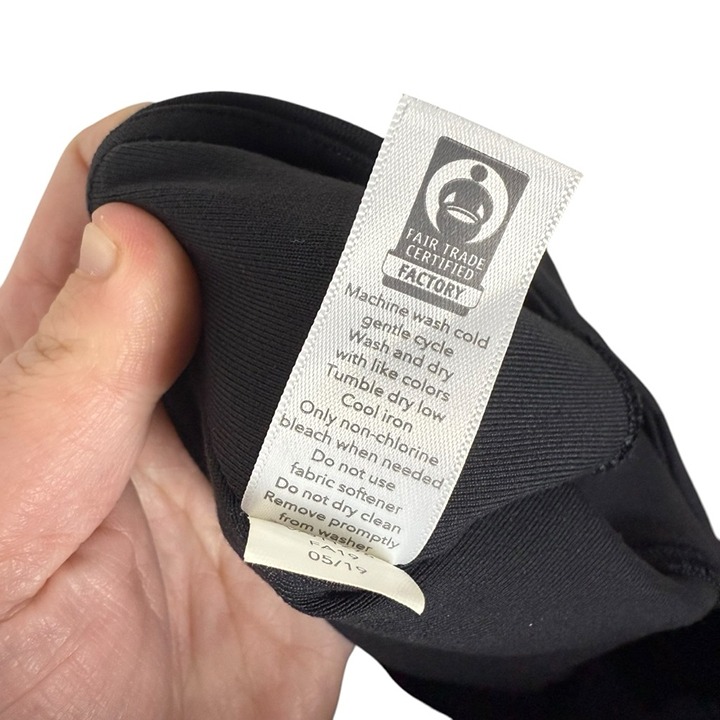 FAIR TRADE
CERTIFIED
FACTORY
Machine wash cold
gentle cycle
Wash and dry
with like colors
Tumble dry low
Cool iron
Only non-chlorine
bleach when needed
Do not use
fabric softener
Do not dry clean
Remove promptly
from washer
FA19
05/19